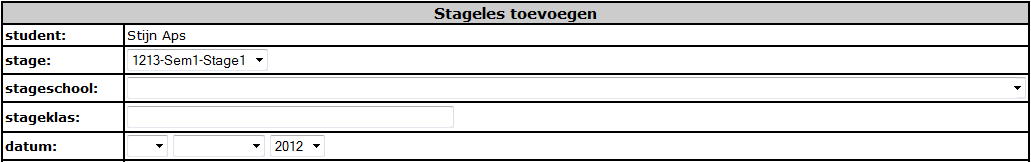 Stageles toevoegen
student: Stijn Aps
stage: 1213-Sem1-Stage1
stageschool:
stageklas:
datum: 2012